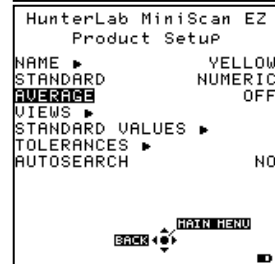 HunterLab MiniScan EZ
Product Setup
NAME ► YELLOW
STANDARD NUMERIC
AVERAGE OFF
VIEWS ►
STANDARD VALUES ►
TOLERANCES ►
AUTOSEARCH NO
MAIN MENU
BACK